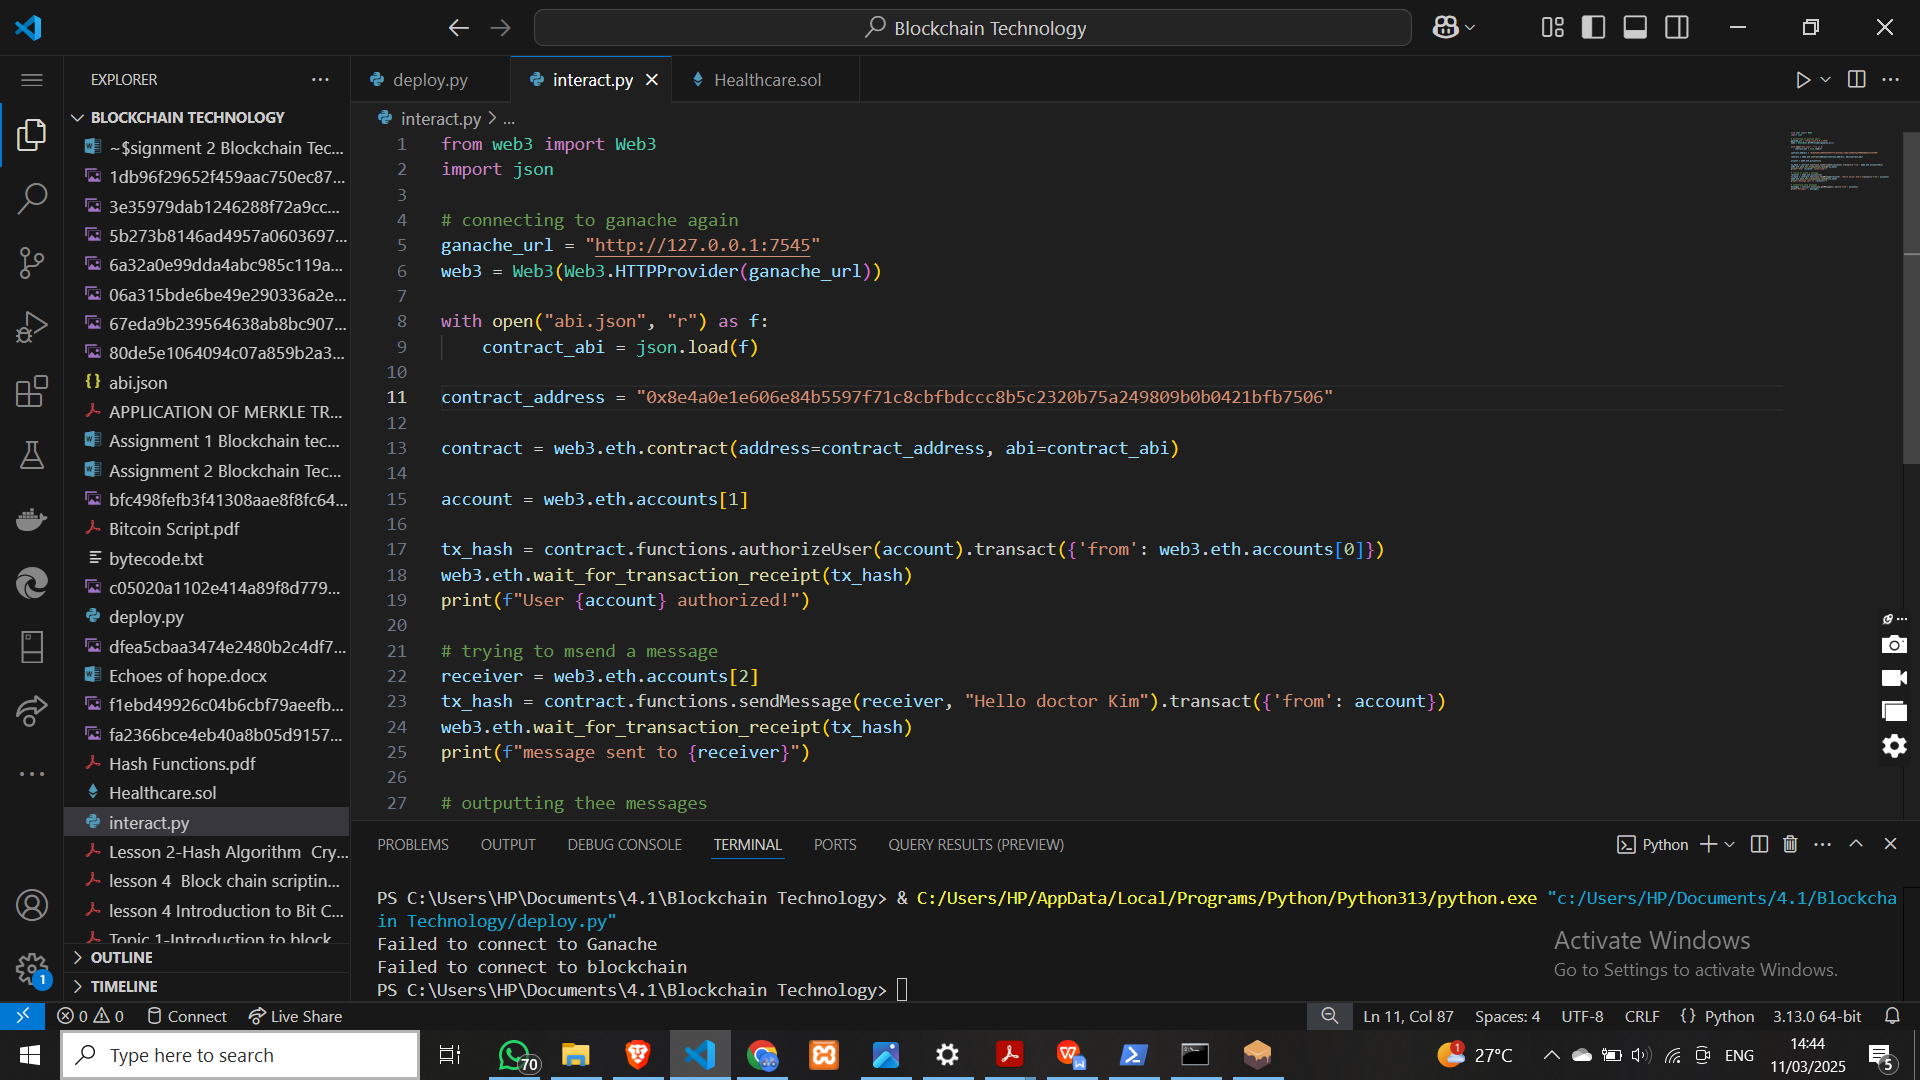 Blockchain Technology
EXPLORER
deploy.py
interact.py
Healthcare.sol
BLOCKCHAIN TECHNOLOGY
~$signment 2 Blockchain Tec...
1db96f29652f459aac750ec87...
3e35979dab1246288f72a9cc...
5b273b8146ad4957a0603697...
6a32a0e99dda4abc985c119a...
06a315bde6be49e290336a2e...
67eda9b239564638ab8bc907...
80de5e1064094c07a859b2a3...
abi.json
APPLICATION OF MERKLE TR...
Assignment 1 Blockchain tec...
Assignment 2 Blockchain Tec...
bfc498fefb3f41308aae8f8fc64...
Bitcoin Script.pdf
bytecode.txt
c05020a1102e414a89f8d779...
deploy.py
dfea5cbaa3474e2480b2c4df7...
Echoes of hope.docx
f1ebd49926c04b6cbf79aeefb...
fa2366bce4eb40a8b05d9157...
Hash Functions.pdf
Healthcare.sol
interact.py
Lesson 2-Hash Algorithm Cry...
lesson 4 Block chain scriptin...
lesson 4 Introduction to Bit C...
Topic 1-Introduction to block
OUTLINE
TIMELINE
interact.py > ...
1 from web3 import Web3
2 import json
3
4 # connecting to ganache again
5 ganache_url = "http://127.0.0.1:7545"
6 web3 = Web3(Web3.HTTPProvider(ganache_url))
7
8 with open("abi.json", "r") as f:
9 contract_abi = json.load(f)
10
11 contract_address = "0x8e4a0e1e606e84b5597f71c8cbfbdccc8b5c2320b75a249809b0b0421bfb7506"
12
13 contract = web3.eth.contract(address=contract_address, abi=contract_abi)
14
15 account = web3.eth.accounts[1]
16
17 tx_hash = contract.functions.authorizeUser(account).transact({'from': web3.eth.accounts[0]})
18 web3.eth.wait_for_transaction_receipt(tx_hash)
19 print(f"User {account} authorized!")
20
21 # trying to msend a message
22 receiver = web3.eth.accounts[2]
23 tx_hash = contract.functions.sendMessage(receiver, "Hello doctor Kim").transact({'from': account})
24 web3.eth.wait_for_transaction_receipt(tx_hash)
25 print(f"message sent to {receiver}")
26
27 # outputting thee messages
PROBLEMS OUTPUT DEBUG CONSOLE TERMINAL PORTS QUERY RESULTS (PREVIEW)
Python
PS C:\Users\HP\Documents\4.1\Blockchain Technology> & C:/Users/HP/AppData/Local/Programs/Python/Python313/python.exe "c:/Users/HP/Documents/4.1/Blockcha
in Technology/deploy.py"
Failed to connect to Ganache
Failed to connect to blockchain
PS C:\Users\HP\Documents\4.1\Blockchain Technology>
Activate Windows
Go to Settings to activate Windows.
1
0 0 Connect Live Share
Ln 11, Col 87 Spaces: 4 UTF-8 CRLF {} Python 3.13.0 64-bit
Type here to search
70
1
27°C
ENG
14:44
11/03/2025
5